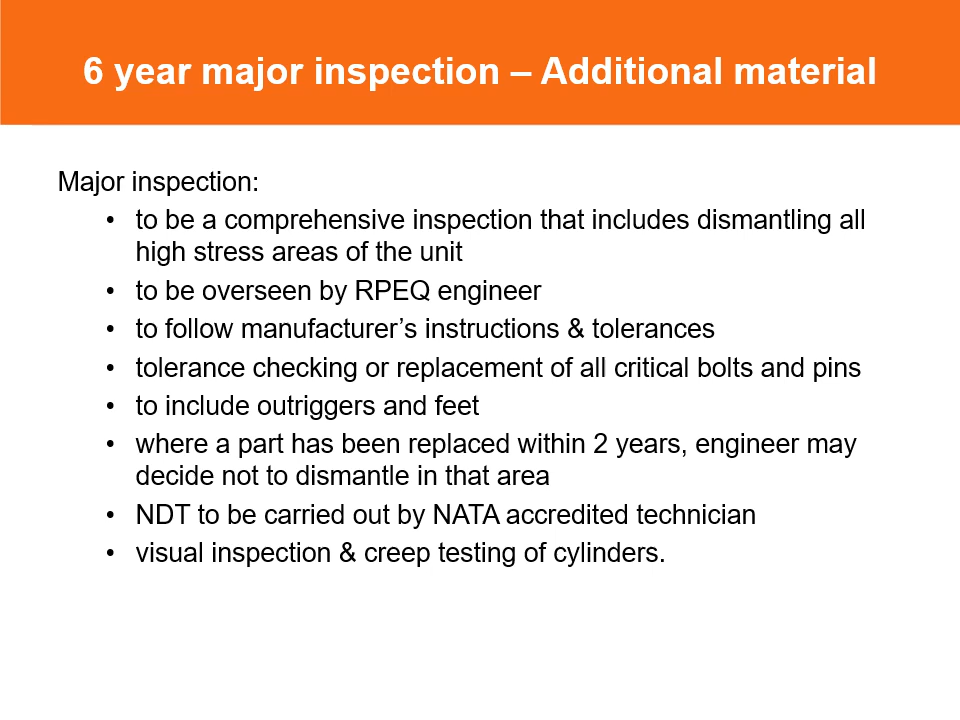 6 year major inspection – Additional material
Major inspection:
• to be a comprehensive inspection that includes dismantling all
high stress areas of the unit
• to be overseen by RPEQ engineer
• to follow manufacturer’s instructions & tolerances
• tolerance checking or replacement of all critical bolts and pins
• to include outriggers and feet
• where a part has been replaced within 2 years, engineer may
decide not to dismantle in that area
• NDT to be carried out by NATA accredited technician
• visual inspection & creep testing of cylinders.